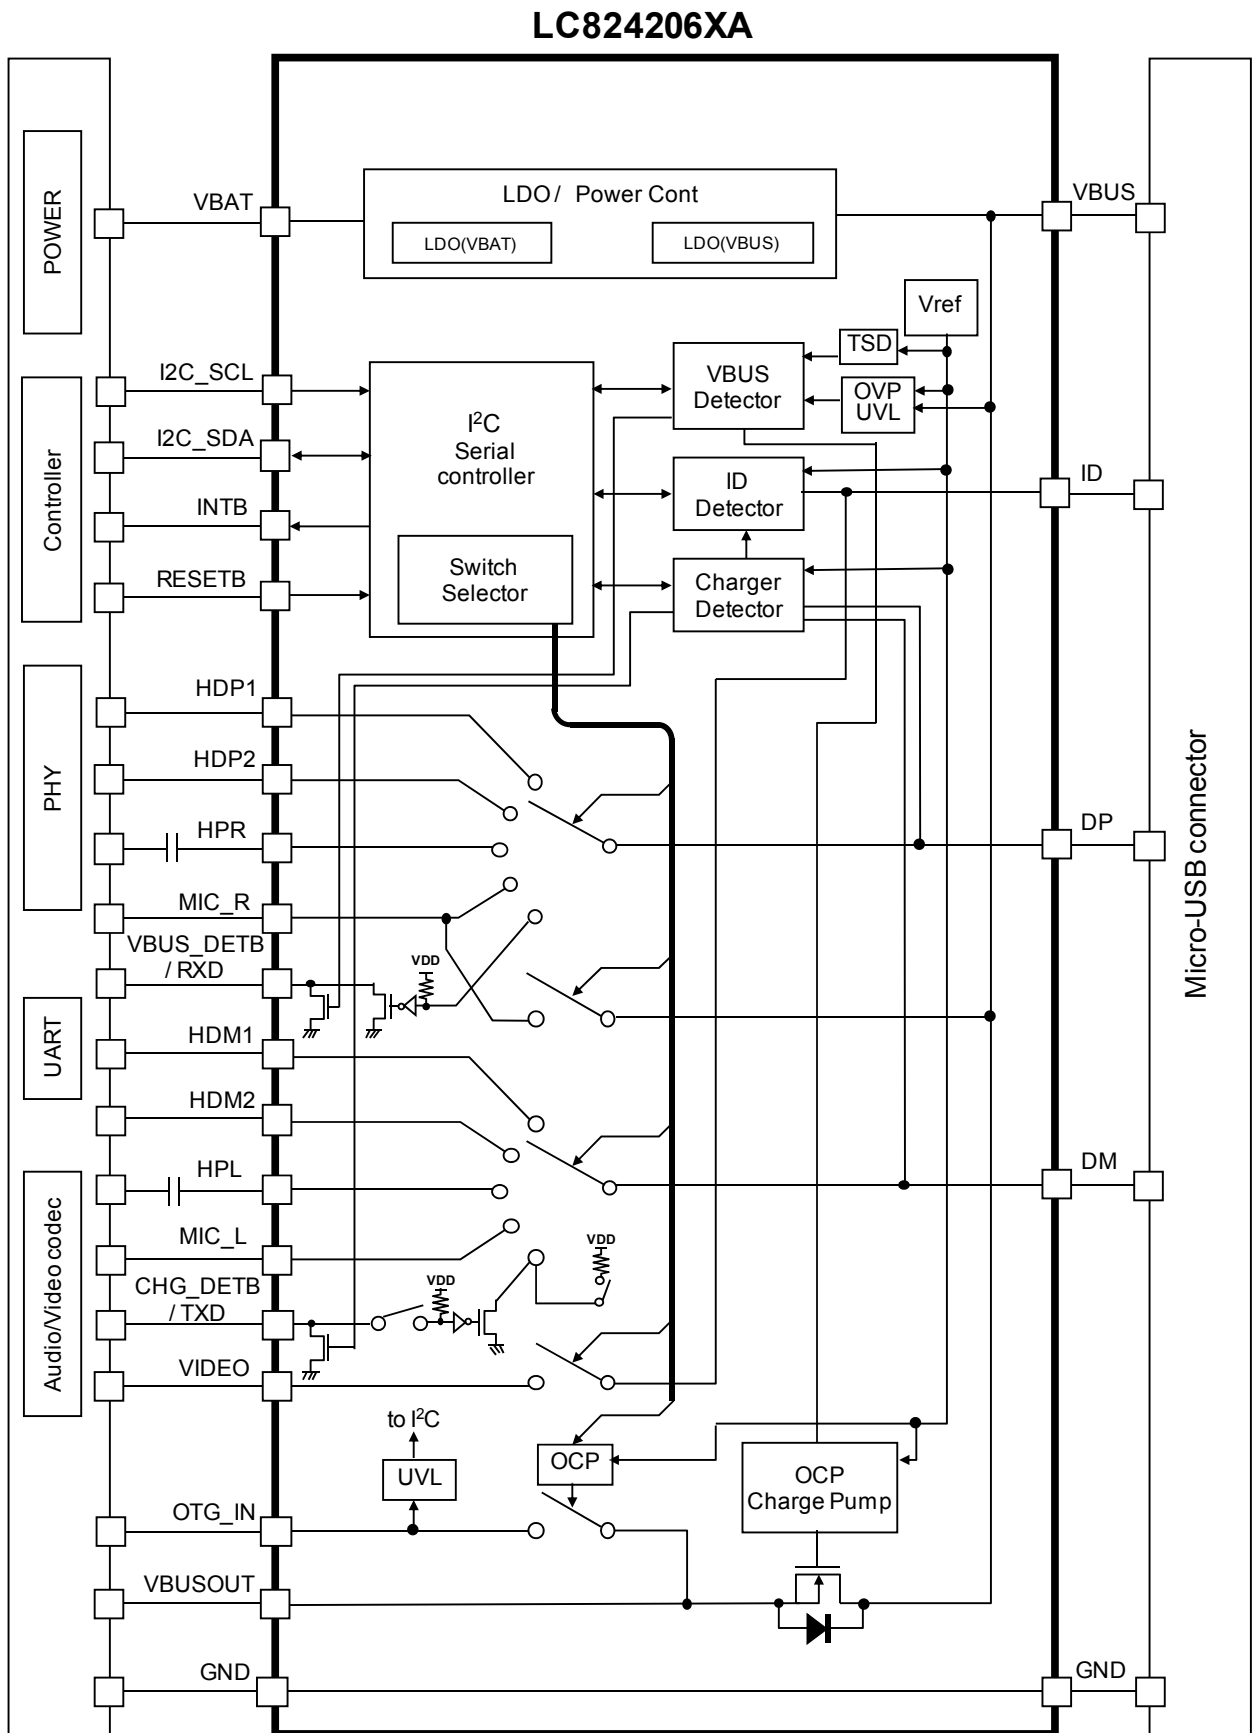 LC824206XA
POWER
VBAT
LDO / Power Cont
LDO(VBAT)
LDO(VBUS)
VBUS
Vref
TSD
VBUS
Detector
OVP
UVL
Controller
I2C_SCL
I2C_SDA
INTB
RESETB
I²C
Serial
controller
Switch
Selector
ID
Detector
ID
Charger
Detector
PHY
HDP1
HDP2
HPR
MIC_R
DP
Micro-USB connector
VBUS_DETB
/ RXD
VDD
UART
HDM1
HDM2
HPL
MIC_L
DM
Audio/Video codec
CHG_DETB
/ TXD
VDD
VDD
VIDEO
to I²C
UVL
OCP
OCP
Charge Pump
OTG_IN
VBUSOUT
GND
GND